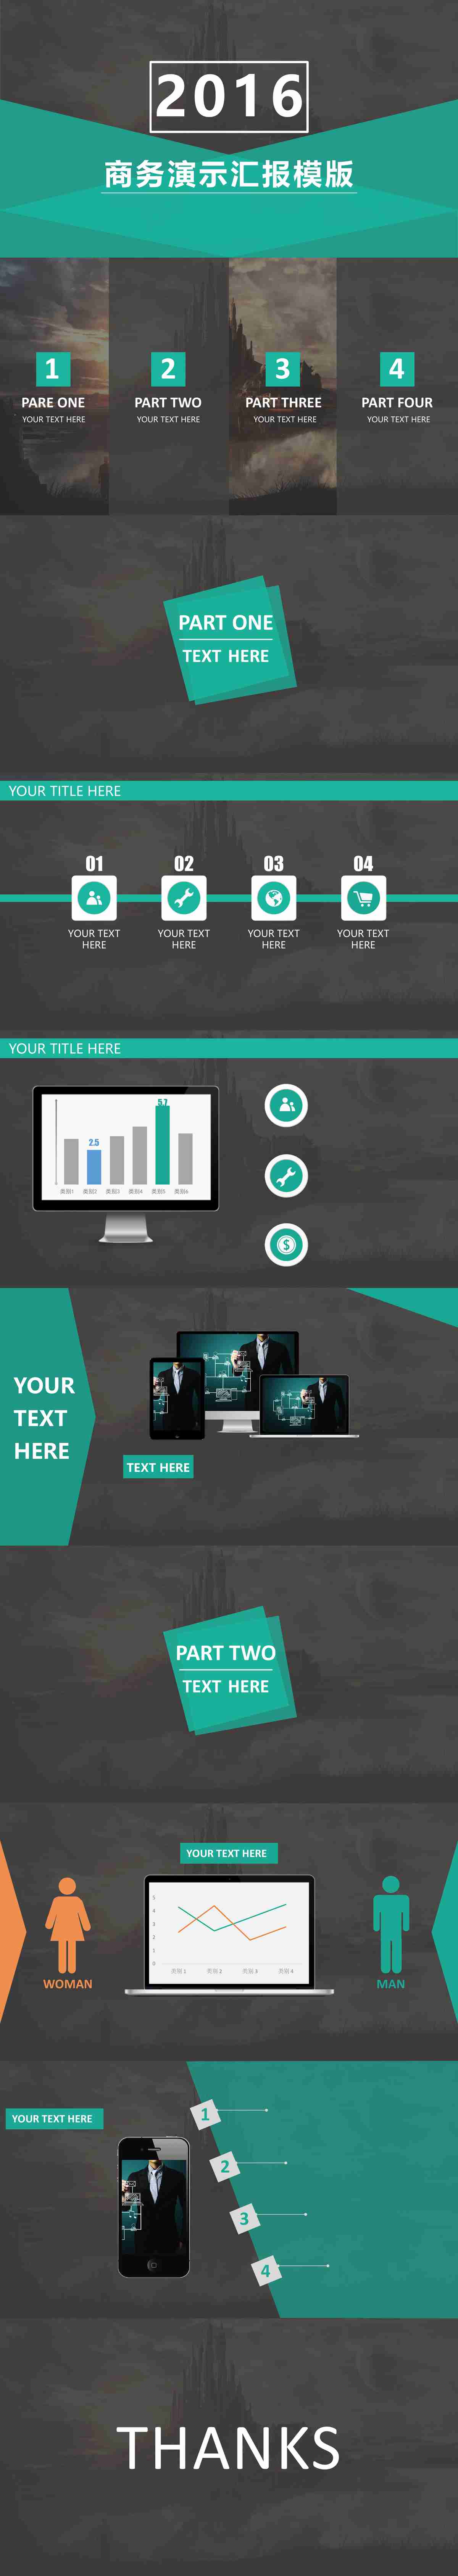 2016
商务演示汇报模版
1
2
3
4
PARE ONE
PART TWO
PART THREE
PART FOUR
YOUR TEXT HERE
YOUR TEXT HERE
YOUR TEXT HERE
YOUR TEXT HERE
PART ONE
TEXT HERE
YOUR TITLE HERE
01
02
03
04
YOUR TEXT
HERE
YOUR TEXT
HERE
YOUR TEXT
HERE
YOUR TEXT
HERE
YOUR TITLE HERE
5.7
2.5
类别1 类别2 类别3 类别4 类别5 类别6
$
YOUR
TEXT
HERE
TEXT HERE
PART TWO
TEXT HERE
YOUR TEXT HERE
5
4
3
2
1
0
类别 1 类别 2 类别 3 类别 4
WOMAN
MAN
YOUR TEXT HERE
1
2
3
4
THANKS